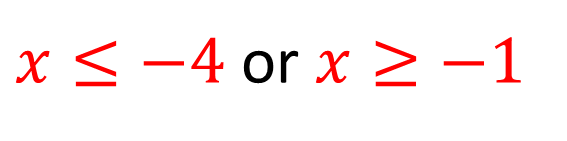 x ≤ −4 or x ≥ −1